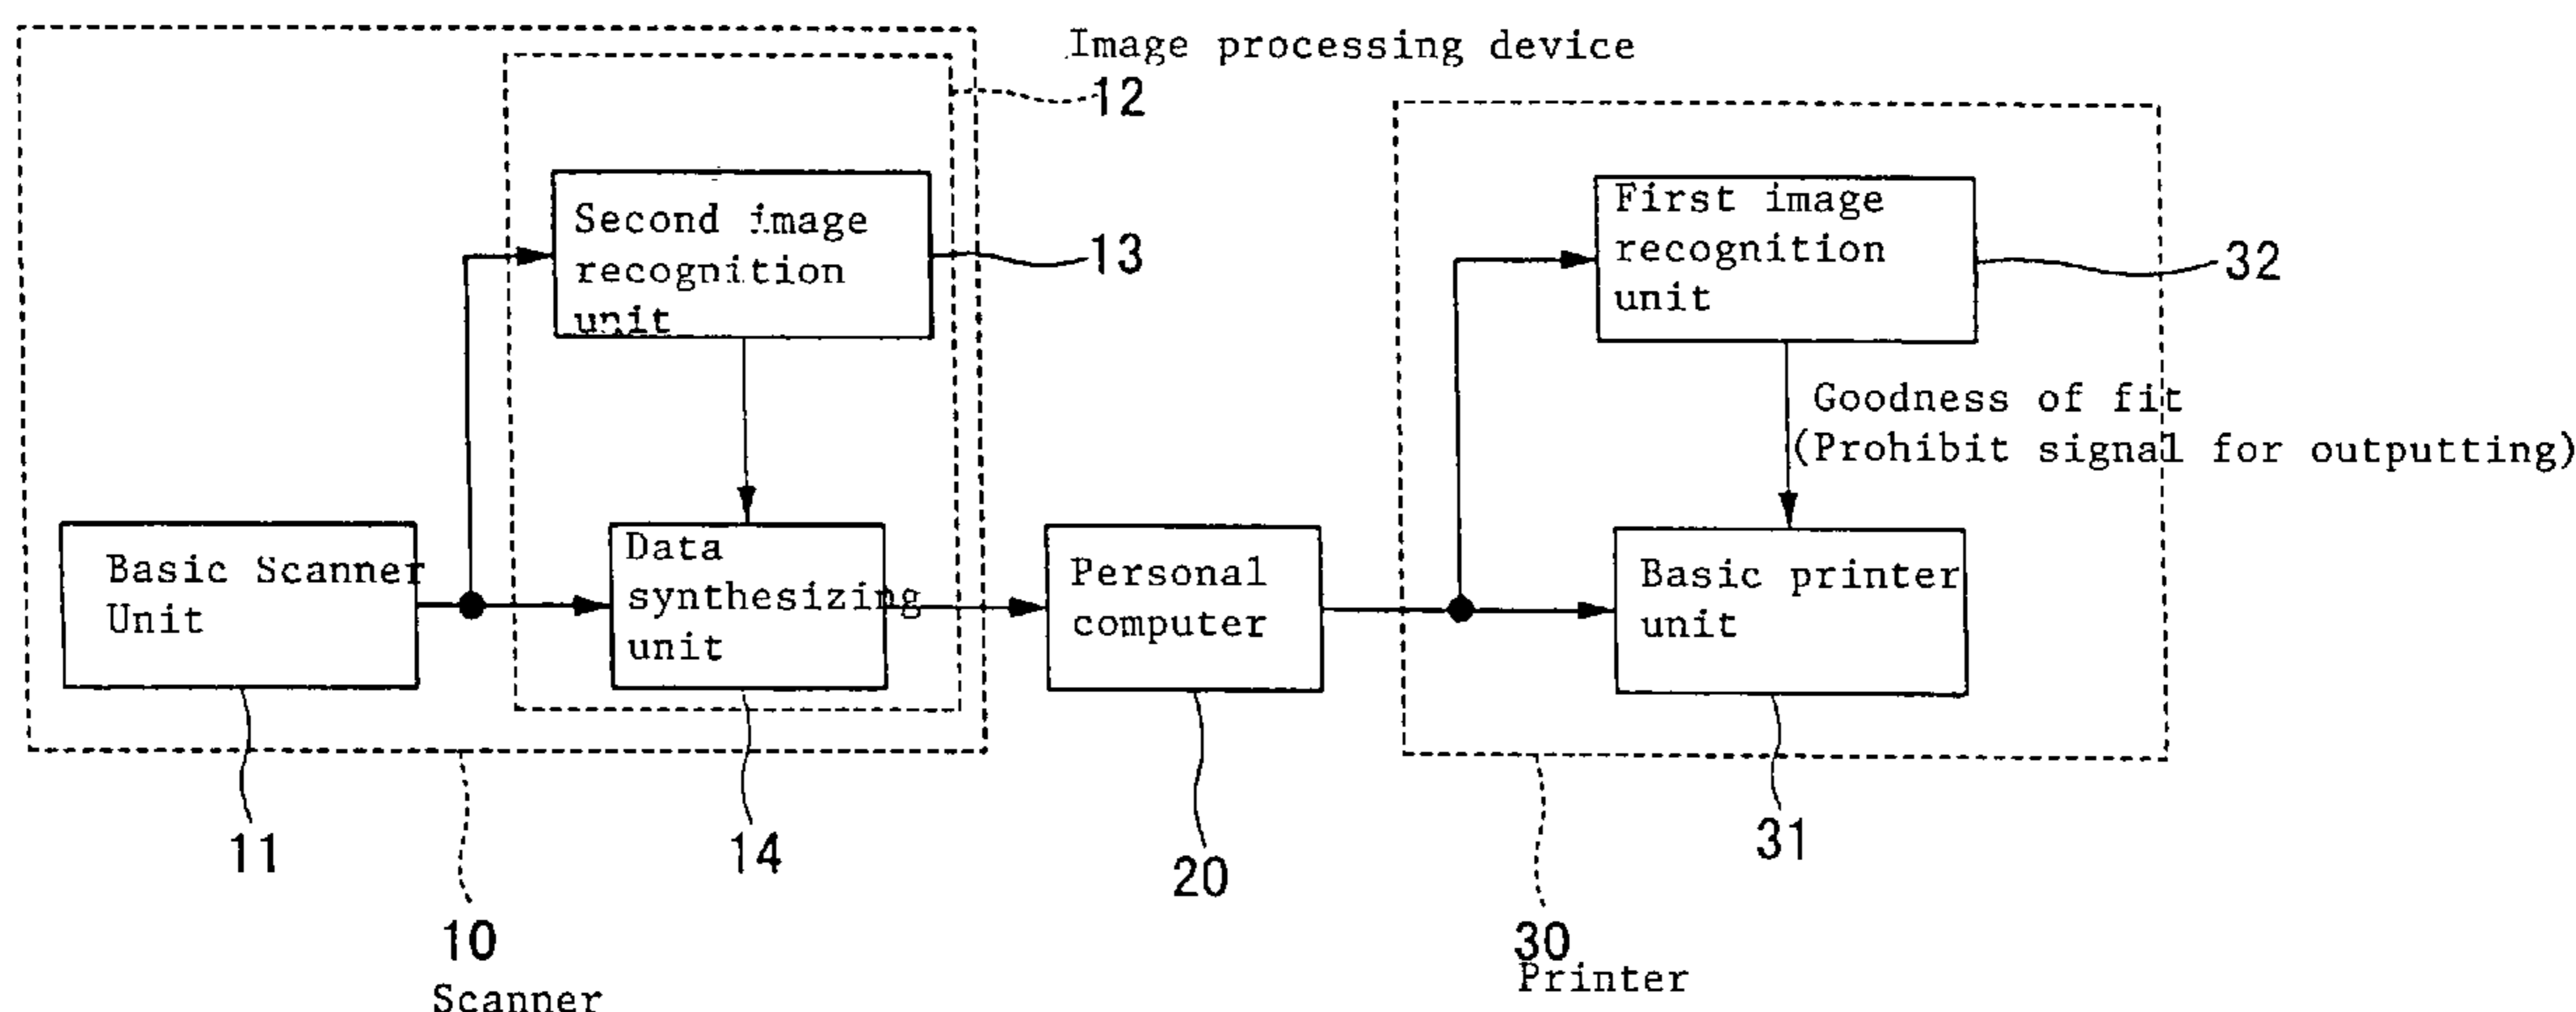 Image processing device
12
Second image
recognition
unit
13
First image
recognition
unit
32
Goodness of fit
(Prohibit signal for outputting)
Basic Scanner
Unit
Data
synthesizing
unit
Personal
computer
Basic printer
unit
11
14
20
31
10
Scanner
30
Printer